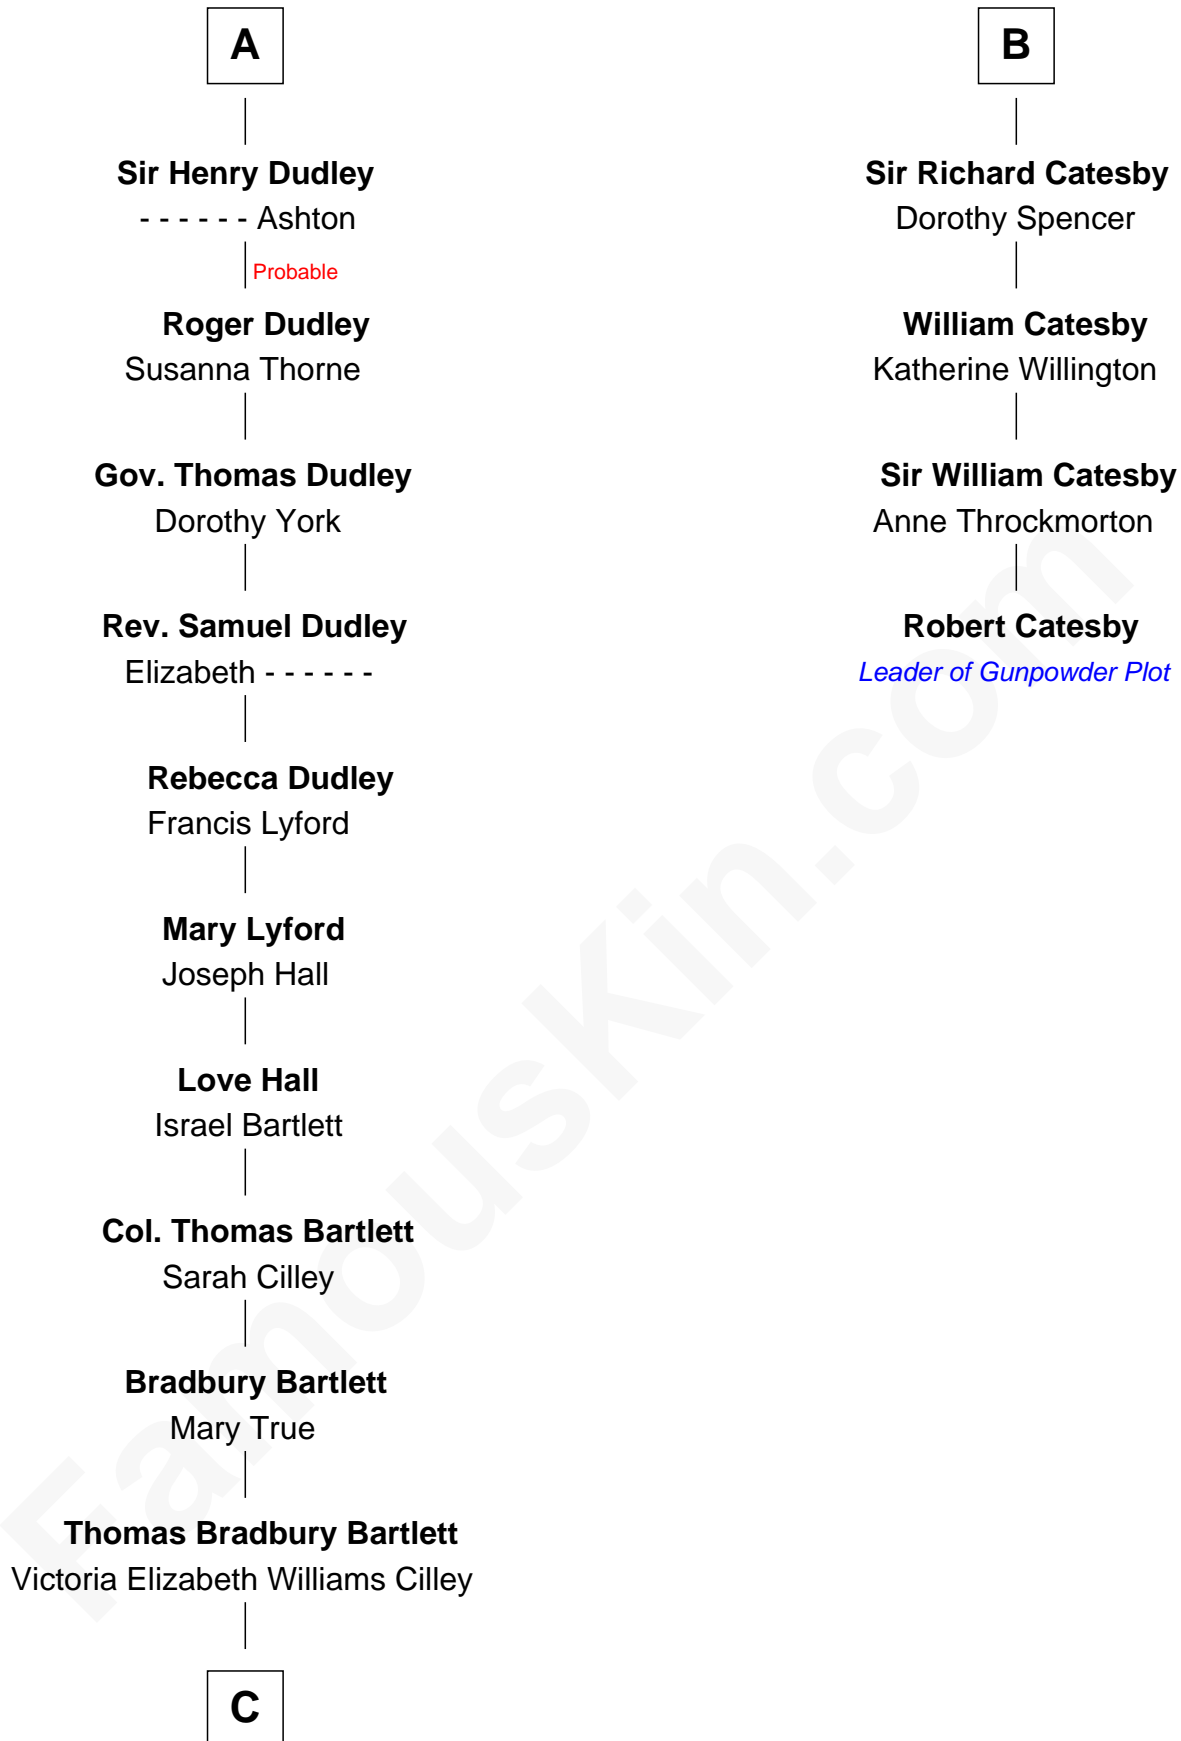 A
Sir Henry Dudley
- - - - - - Ashton
Probable
Roger Dudley
Susanna Thorne
Gov. Thomas Dudley
Dorothy York
Rev. Samuel Dudley
Elizabeth - - - - - -
Rebecca Dudley
Francis Lyford
Mary Lyford
Joseph Hall
Love Hall
Israel Bartlett
Col. Thomas Bartlett
Sarah Cilley
Bradbury Bartlett
Mary True
Thomas Bradbury Bartlett
Victoria Elizabeth Williams Cilley
C
B
Sir Richard Catesby
Dorothy Spencer
William Catesby
Katherine Willington
Sir William Catesby
Anne Throckmorton
Robert Catesby
Leader of Gunpowder Plot
FamousKin.com